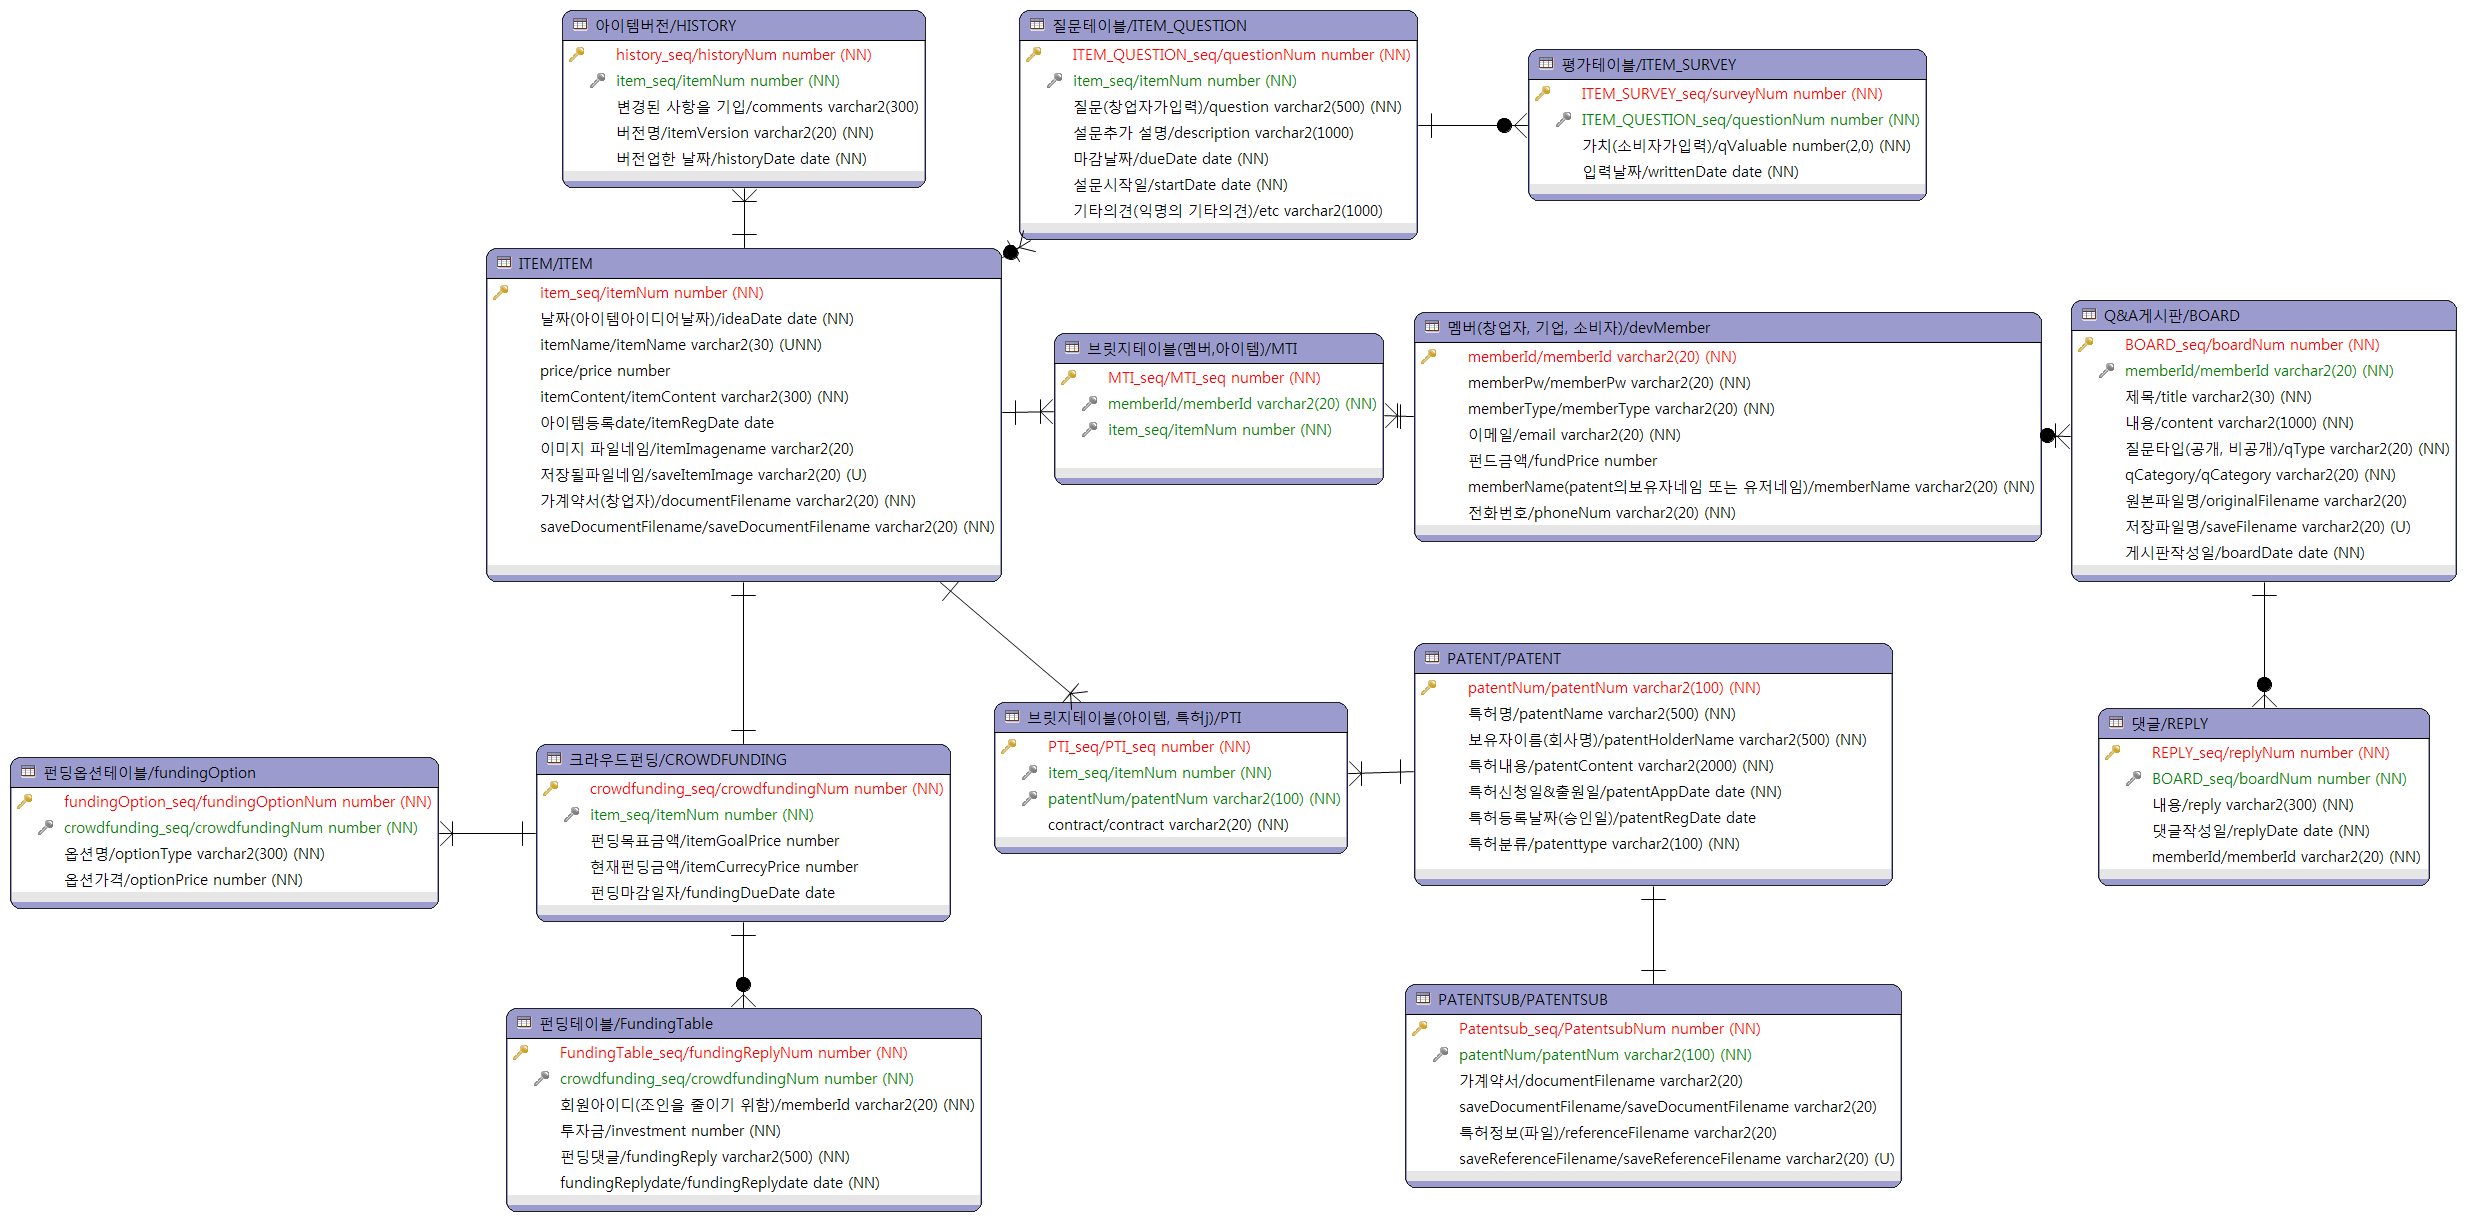 아이템버전/HISTORY
history_seq/historyNum number (NN)
item_seq/itemNum number (NN)
변경된 사항을 기입/comments varchar2(300)
버전명/itemVersion varchar2(20) (NN)
버전업한 날짜/historyDate date (NN)
질문테이블/ITEM_QUESTION
ITEM_QUESTION_seq/questionNum number (NN)
item_seq/itemNum number (NN)
질문(창업자가입력)/question varchar2(500) (NN)
설문추가 설명/description varchar2(1000)
마감날짜/dueDate date (NN)
설문시작일/startDate date (NN)
기타의견(익명의 기타의견)/etc varchar2(1000)
평가테이블/ITEM_SURVEY
ITEM_SURVEY_seq/surveyNum number (NN)
ITEM_QUESTION_seq/questionNum number (NN)
가치(소비자가입력)/qValuable number(2,0) (NN)
입력날짜/writtenDate date (NN)
ITEM/ITEM
item_seq/itemNum number (NN)
날짜(아이템아이디어날짜)/ideaDate date (NN)
itemName/itemName varchar2(30) (UNN)
price/price number
itemContent/itemContent varchar2(300) (NN)
아이템등록date/itemRegDate date
이미지 파일네임/itemImagename varchar2(20)
저장될파일네임/saveItemImage varchar2(20) (U)
가계약서(창업자)/documentFilename varchar2(20) (NN)
saveDocumentFilename/saveDocumentFilename varchar2(20) (NN)
브릿지테이블(멤버,아이템)/MTI
MTI_seq/MTI_seq number (NN)
memberId/memberId varchar2(20) (NN)
item_seq/itemNum number (NN)
멤버(창업자, 기업, 소비자)/devMember
memberId/memberId varchar2(20) (NN)
memberPw/memberPw varchar2(20) (NN)
memberType/memberType varchar2(20) (NN)
이메일/email varchar2(20) (NN)
펀드금액/fundPrice number
memberName(patent의보유자네임 또는 유저네임)/memberName varchar2(20) (NN)
전화번호/phoneNum varchar2(20) (NN)
Q&A게시판/BOARD
BOARD_seq/boardNum number (NN)
memberId/memberId varchar2(20) (NN)
제목/title varchar2(30) (NN)
내용/content varchar2(1000) (NN)
질문타입(공개, 비공개)/qType varchar2(20) (NN)
qCategory/qCategory varchar2(20) (NN)
원본파일명/originalFilename varchar2(20)
저장파일명/saveFilename varchar2(20) (U)
게시판작성일/boardDate date (NN)
펀딩옵션테이블/fundingOption
fundingOption_seq/fundingOptionNum number (NN)
crowdfunding_seq/crowdfundingNum number (NN)
옵션명/optionType varchar2(300) (NN)
옵션가격/optionPrice number (NN)
크라우드펀딩/CROWDFUNDING
crowdfunding_seq/crowdfundingNum number (NN)
item_seq/itemNum number (NN)
펀딩목표금액/itemGoalPrice number
현재펀딩금액/itemCurrecyPrice number
펀딩마감일자/fundingDueDate date
브릿지테이블(아이템, 특허j)/PTI
PTI_seq/PTI_seq number (NN)
item_seq/itemNum number (NN)
patentNum/patentNum varchar2(100) (NN)
contract/contract varchar2(20) (NN)
PATENT/PATENT
patentNum/patentNum varchar2(100) (NN)
특허명/patentName varchar2(500) (NN)
보유자이름(회사명)/patentHolderName varchar2(500) (NN)
특허내용/patentContent varchar2(2000) (NN)
특허신청일&출원일/patentAppDate date (NN)
특허등록날짜(승인일)/patentRegDate date
특허분류/patenttype varchar2(100) (NN)
댓글/REPLY
REPLY_seq/replyNum number (NN)
BOARD_seq/boardNum number (NN)
내용/reply varchar2(300) (NN)
댓글작성일/replyDate date (NN)
memberId/memberId varchar2(20) (NN)
펀딩테이블/FundingTable
FundingTable_seq/fundingReplyNum number (NN)
crowdfunding_seq/crowdfundingNum number (NN)
회원아이디(조인을 줄이기 위함)/memberId varchar2(20) (NN)
투자금/investment number (NN)
펀딩댓글/fundingReply varchar2(500) (NN)
fundingReplydate/fundingReplydate date (NN)
PATENTSUB/PATENTSUB
Patentsub_seq/PatentsubNum number (NN)
patentNum/patentNum varchar2(100) (NN)
가계약서/documentFilename varchar2(20)
saveDocumentFilename/saveDocumentFilename varchar2(20)
특허정보(파일)/referenceFilename varchar2(20)
saveReferenceFilename/saveReferenceFilename varchar2(20) (U)